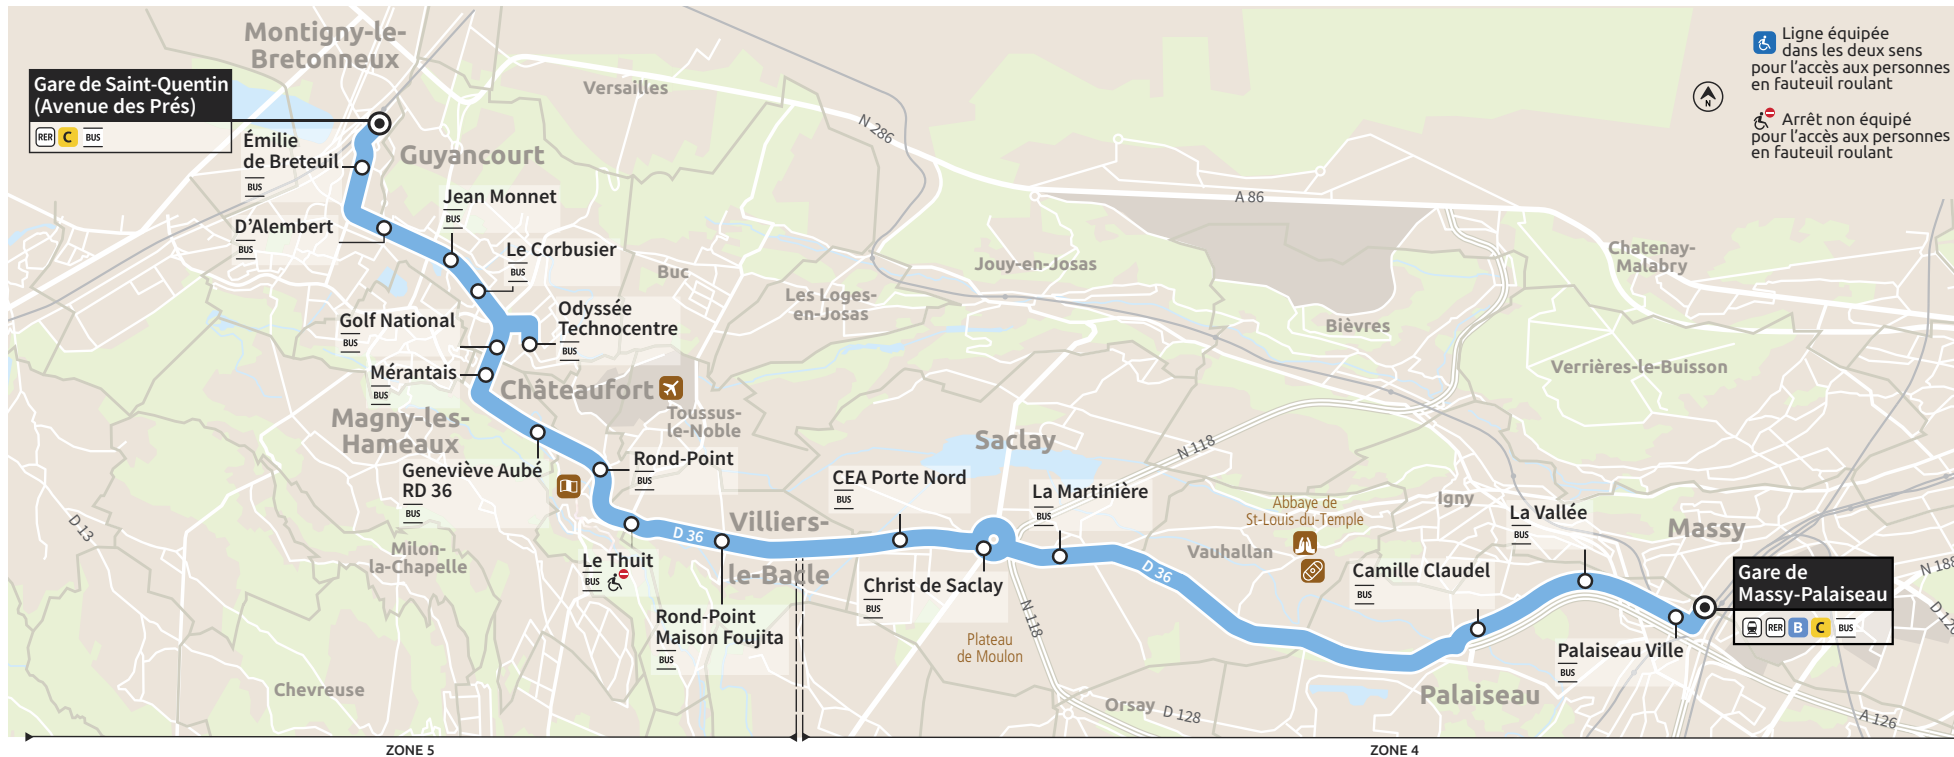 Montigny-le-
Bretonneux
Gare de Saint-Quentin
(Avenue des Prés)
RER C BUS
Émilie
de Breteuil
BUS
Guyancourt
D'Alembert
BUS
Jean Monnet
BUS
Le Corbusier
BUS
Versailles
Buc
Golf National
BUS
Odyssée
Technocentre
BUS
Mérantais
BUS
Châteaufort
Toussus-
le-Noble
Magny-les-
Hameaux
Geneviève Aubé
RD 36
BUS
Rond-Point
BUS
D 13
Milon-
la-Chapelle
Le Thuit
BUS
D 36
Villiers-
le-Bacle
Rond-Point
Maison Foujita
BUS
Chevreuse
ZONE 5
N 286
A 86
Les Loges-
en-Josas
Jouy-en-Josas
Bièvres
Chatenay-
Malabry
Verrières-le-Buisson
Saclay
N 118
CEA Porte Nord
BUS
La Martinière
BUS
Christ de Saclay
BUS
N 118
Plateau
de Moulon
Abbaye de
St-Louis-du-Temple
Vauhallan
Igny
D 36
Camille Claudel
BUS
La Vallée
BUS
Massy
Gare de
Massy-Palaiseau
RER B C BUS
Palaiseau Ville
BUS
Palaiseau
Orsay
D 128
N 188
D 120
A 126
ZONE 4
N
Ligne équipée
dans les deux sens
pour l'accès aux personnes
en fauteuil roulant
Arrêt non équipé
pour l'accès aux personnes
en fauteuil roulant